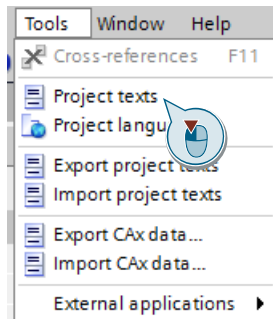 Tools Window Help
Cross-references F11
Project texts
Project langu
Export project texts
Import project texts
Export CAx data...
Import CAx data...
External applications